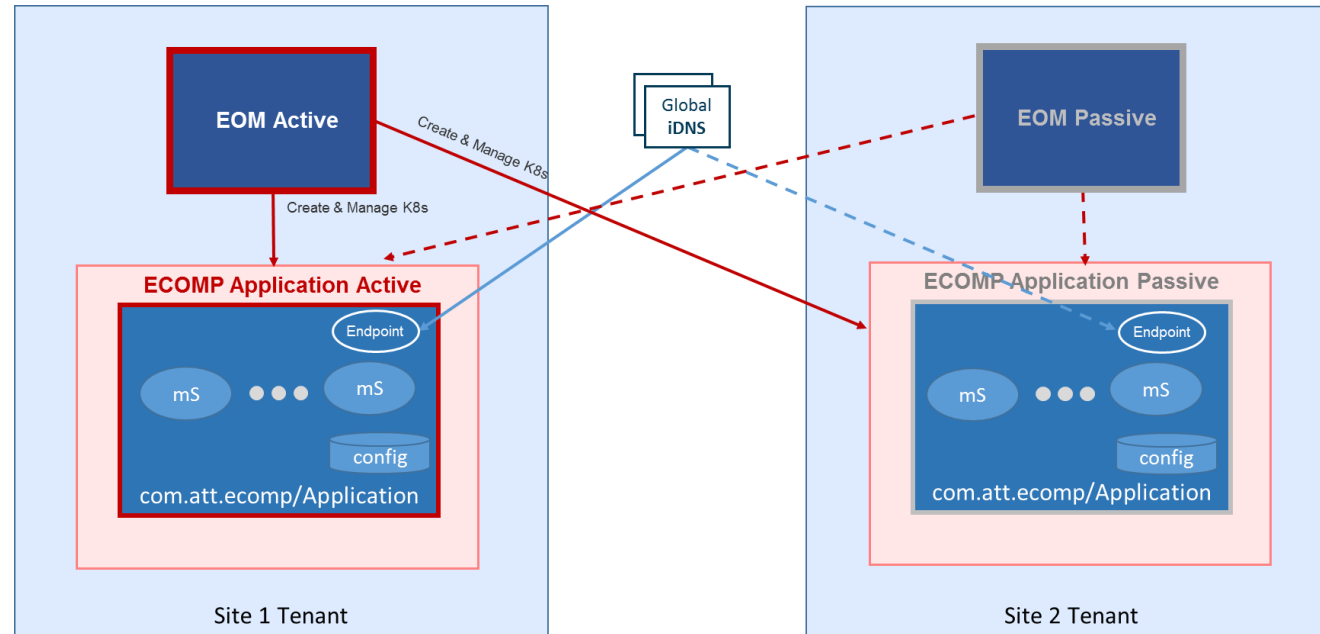 EOM Active
Create & Manage K8s
Create & Manage K8s
ECOMP Application Active
Endpoint
mS
mS
config
com.att.ecomp/Application
Site 1 Tenant
Global
iDNS
EOM Passive
ECOMP Application Passive
Endpoint
mS
mS
config
com.att.ecomp/Application
Site 2 Tenant